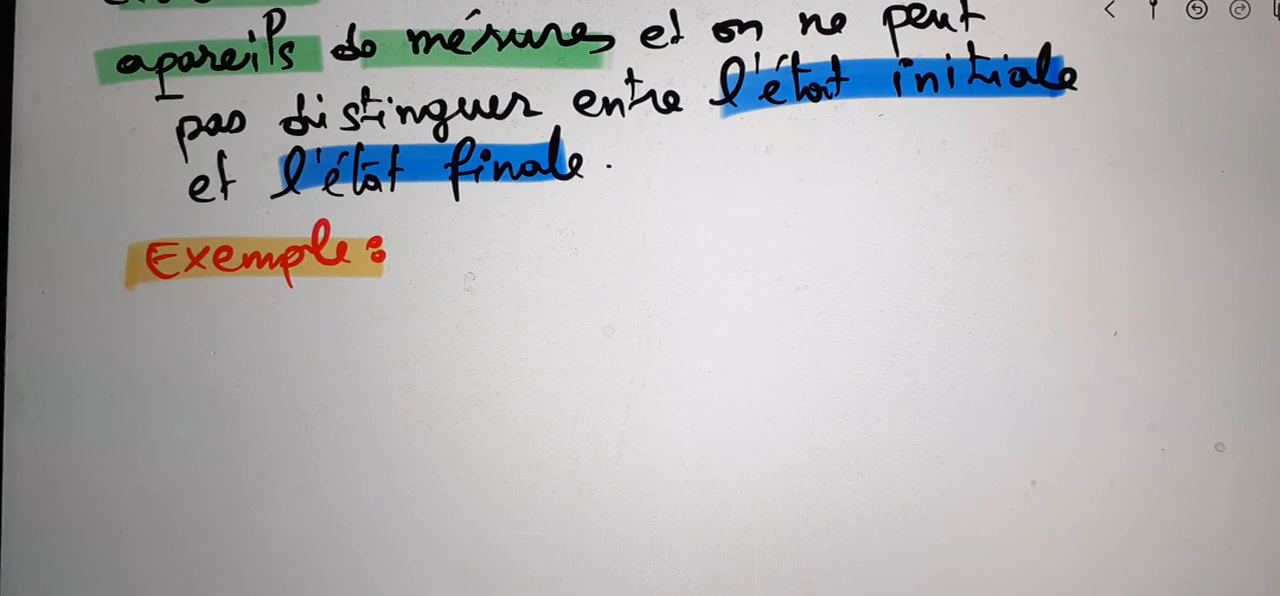 apareils de mésures et on ne peut
pas distinguer entre l'état initiale
et l'état finale.
Exemple: